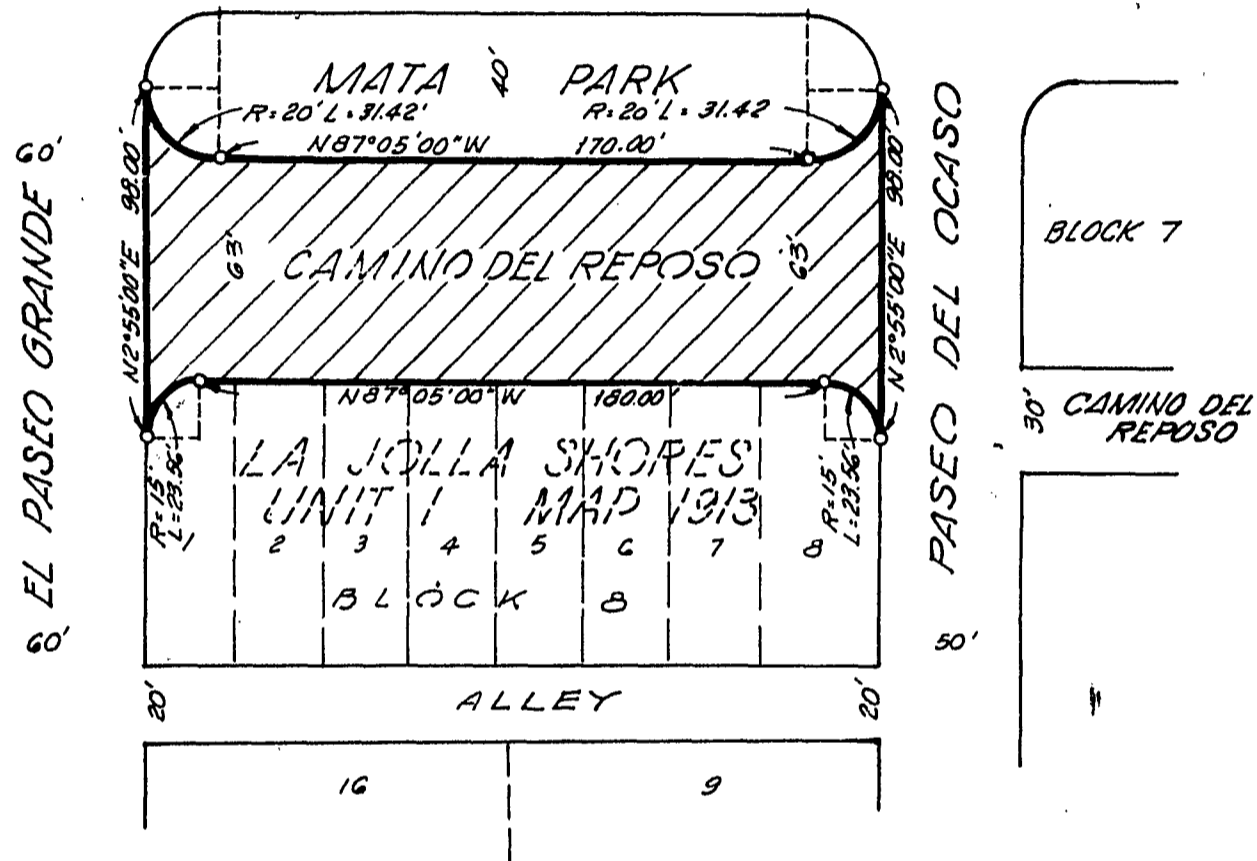 MATA 40' PARK
R=20' L=31.42'
R=20' L=31.42
N87°05'00"W 170.00'
60'
98.00'
N2°55'00"E
EL PASEO GRANDE
60'
63'
CAMINO DEL REPOSO
63'
98.00'
N2°55'00"E
PASEO DEL OCASO
50'
BLOCK 7
30'
CAMINO DEL
REPOSO
N87°05'00"W 180.00'
LA JOLLA SHORES
UNIT 1 MAP 1913
R=15'
L=23.56'
R=15'
L=23.56'
1 2 3 4 5 6 7 8
BLOCK 8
20'
ALLEY
20'
16 9